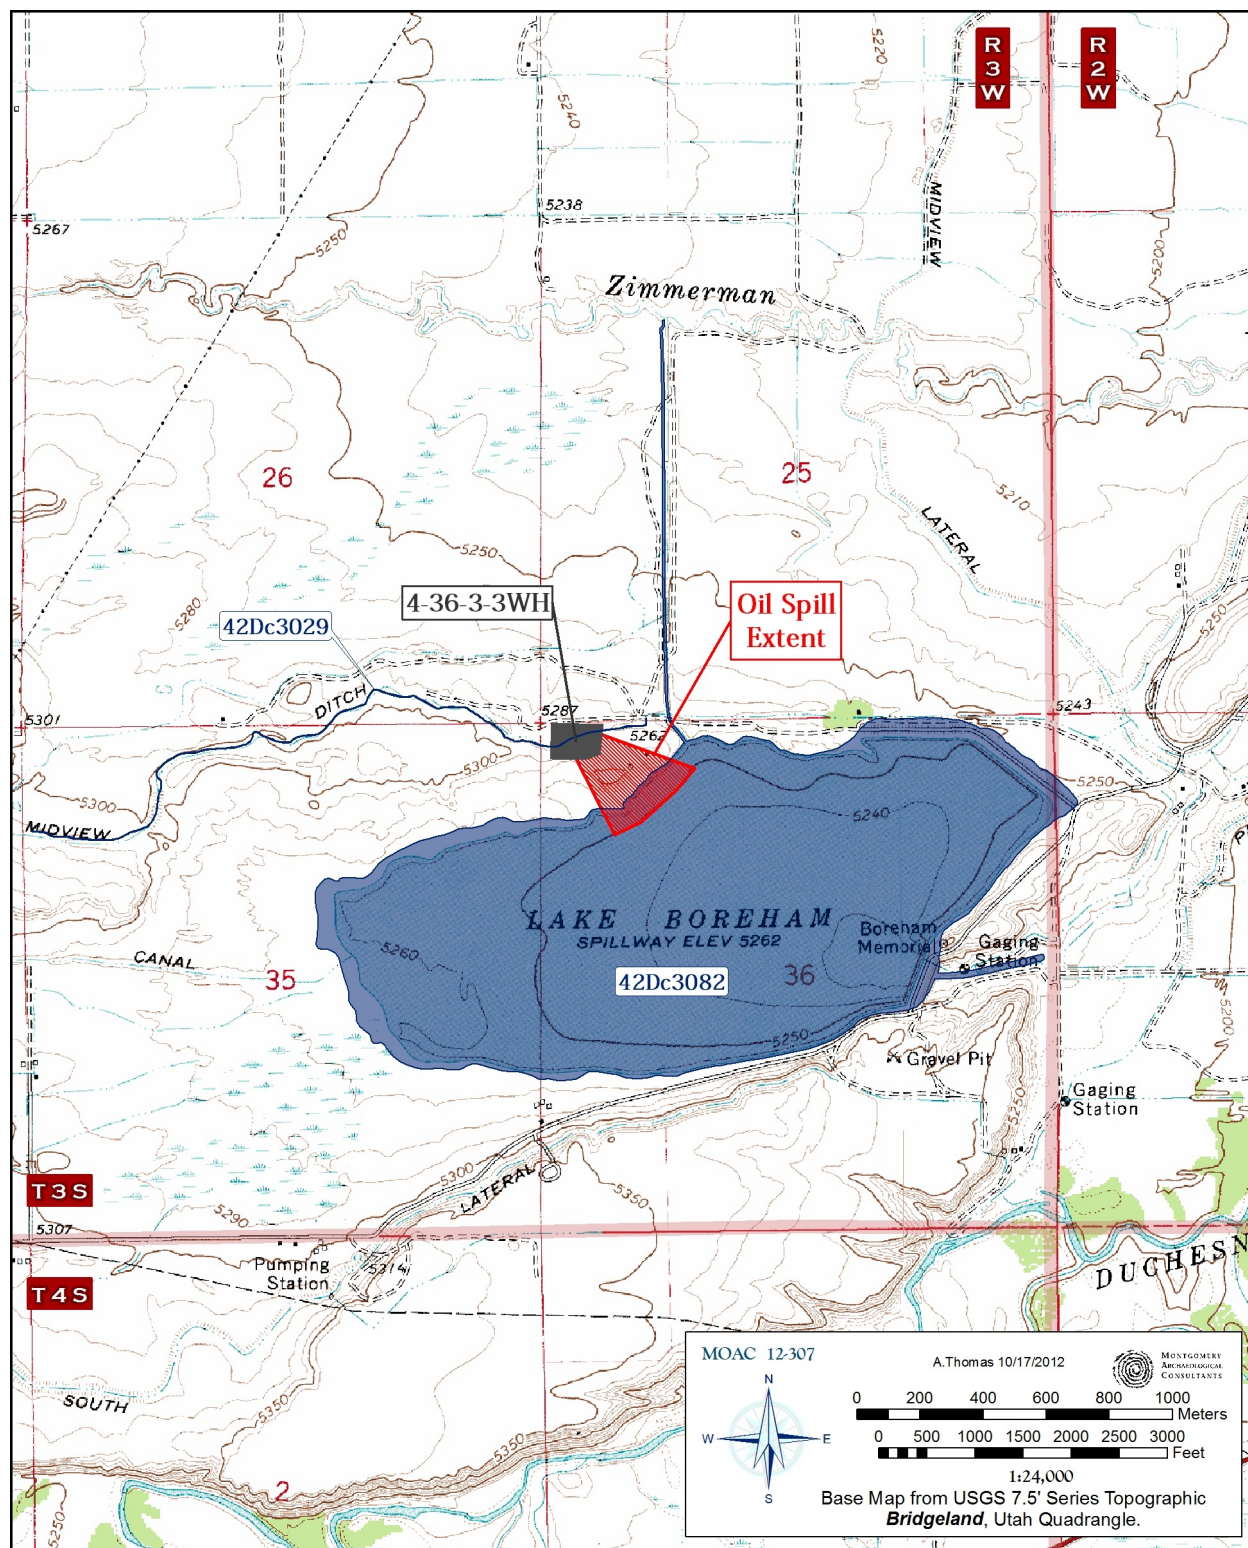 R
3
W
R
2
W
5220
5240
5267
5250
5238
MIDVIEW
5200
Zimmerman
26
25
5210
LATERAL
5250
5280
4-36-3-3WH
Oil Spill
Extent
42Dc3029
5250
DITCH
5301
5287
5262
5243
5300
5250
5300
MIDVIEW
5240
LAKE BOREHAM
SPILLWAY ELEV 5262
Boreham
Memorial
Gaging
Station
5260
CANAL
35
42Dc3082
36
5200
5250
Gravel Pit
5250
Gaging
Station
T3S
5300
LATERAL
5350
5290
5307
Pumping
Station
5314
T4S
DUCHESN
SOUTH
5350
5350
2
5250
MOAC 12-307
A.Thomas 10/17/2012
MONTGOMERY
ARCHAEOLOGICAL
CONSULTANTS
N
W E
S
0 200 400 600 800 1000
Meters
0 500 1000 1500 2000 2500 3000
Feet
1:24,000
Base Map from USGS 7.5' Series Topographic
Bridgeland, Utah Quadrangle.